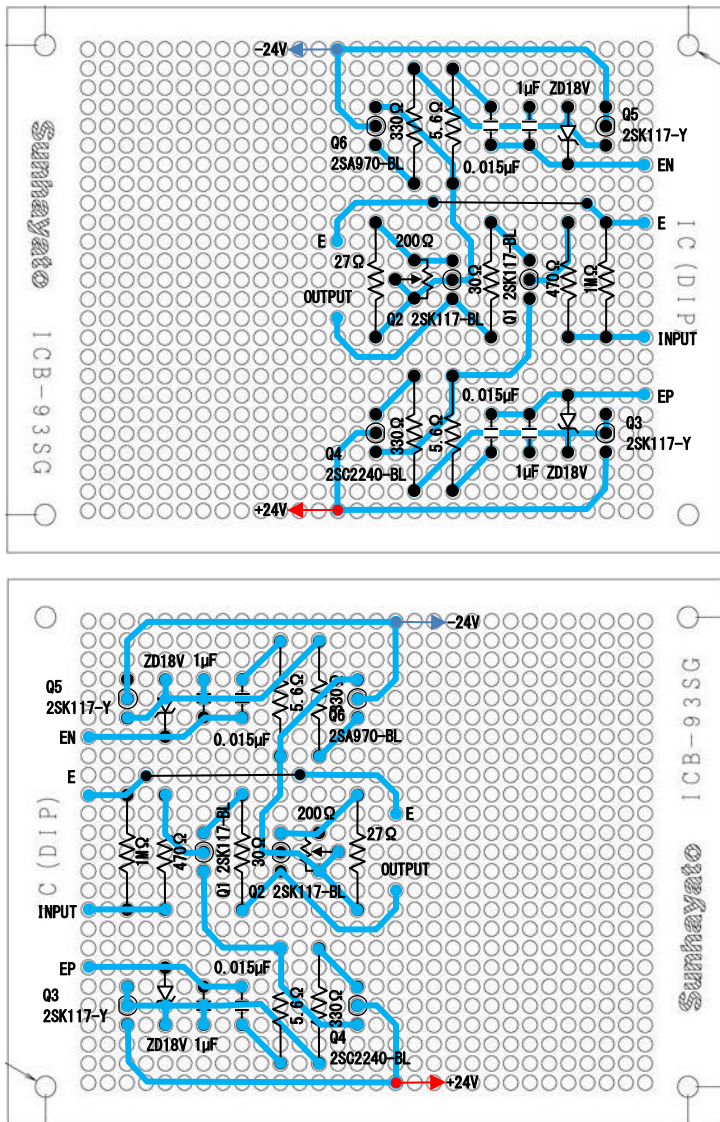 -24V
1μF ZD18V
Q5
2SK117-Y
330Ω
5.6Ω
Q6
2SA970-BL
0.015μF
EN
Sunhayato
ICB-93SG
E
200Ω
27Ω
30Ω
Q1 2SK117-BL
470Ω
1MΩ
E
IC(DIP)
OUTPUT
Q2 2SK117-BL
INPUT
0.015μF
EP
330Ω
5.6Ω
Q4
2SC2240-BL
1μF ZD18V
Q3
2SK117-Y
+24V
-24V
ZD18V 1μF
Q5
2SK117-Y
5.6Ω
330Ω
Q6
2SA970-BL
EN
0.015μF
E
ICB-93SG
E
200Ω
27Ω
1MΩ
470Ω
Q1 2SK117-BL
30Ω
Q2 2SK117-BL
OUTPUT
C(DIP)
INPUT
EP
0.015μF
Q3
2SK117-Y
5.6Ω
330Ω
Q4
2SC2240-BL
ZD18V 1μF
Sunhayato
+24V